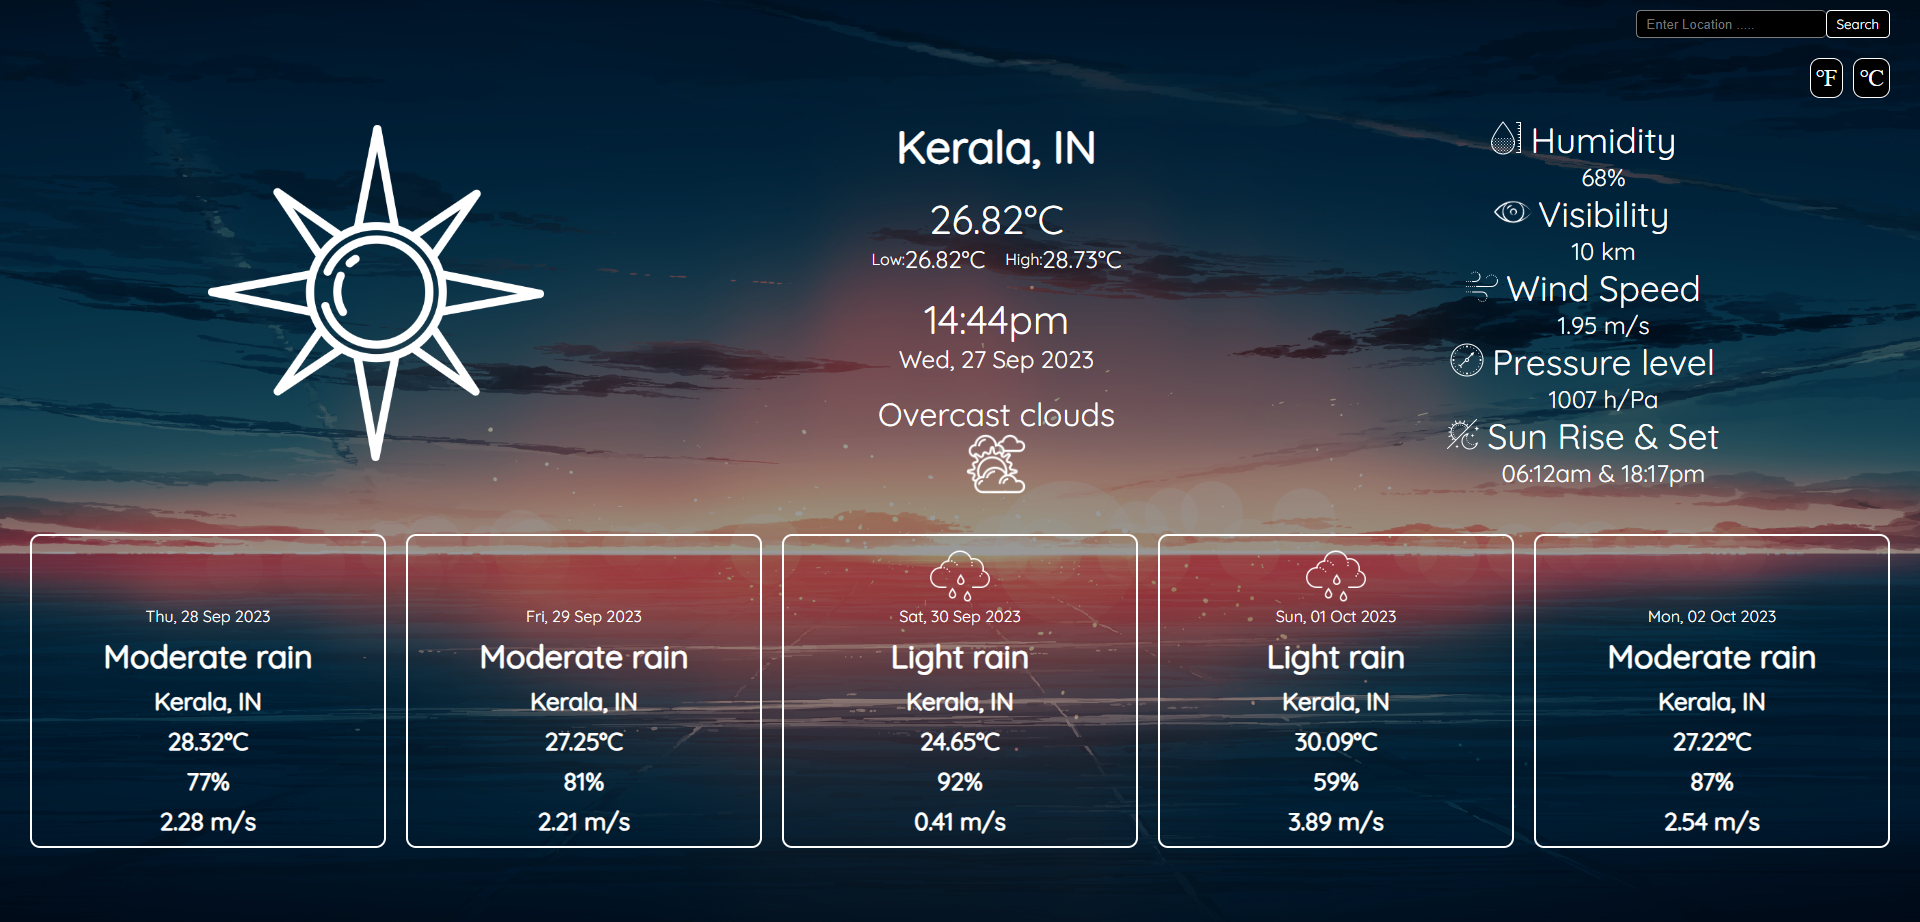 Enter Location .....
Search
°F
°C
Kerala, IN
26.82°C
Low:26.82°C High:28.73°C
14:44pm
Wed, 27 Sep 2023
Overcast clouds
Humidity
68%
Visibility
10 km
Wind Speed
1.95 m/s
Pressure level
1007 h/Pa
Sun Rise & Set
06:12am & 18:17pm
Thu, 28 Sep 2023
Moderate rain
Kerala, IN
28.32°C
77%
2.28 m/s
Fri, 29 Sep 2023
Moderate rain
Kerala, IN
27.25°C
81%
2.21 m/s
Sat, 30 Sep 2023
Light rain
Kerala, IN
24.65°C
92%
0.41 m/s
Sun, 01 Oct 2023
Light rain
Kerala, IN
30.09°C
59%
3.89 m/s
Mon, 02 Oct 2023
Moderate rain
Kerala, IN
27.22°C
87%
2.54 m/s